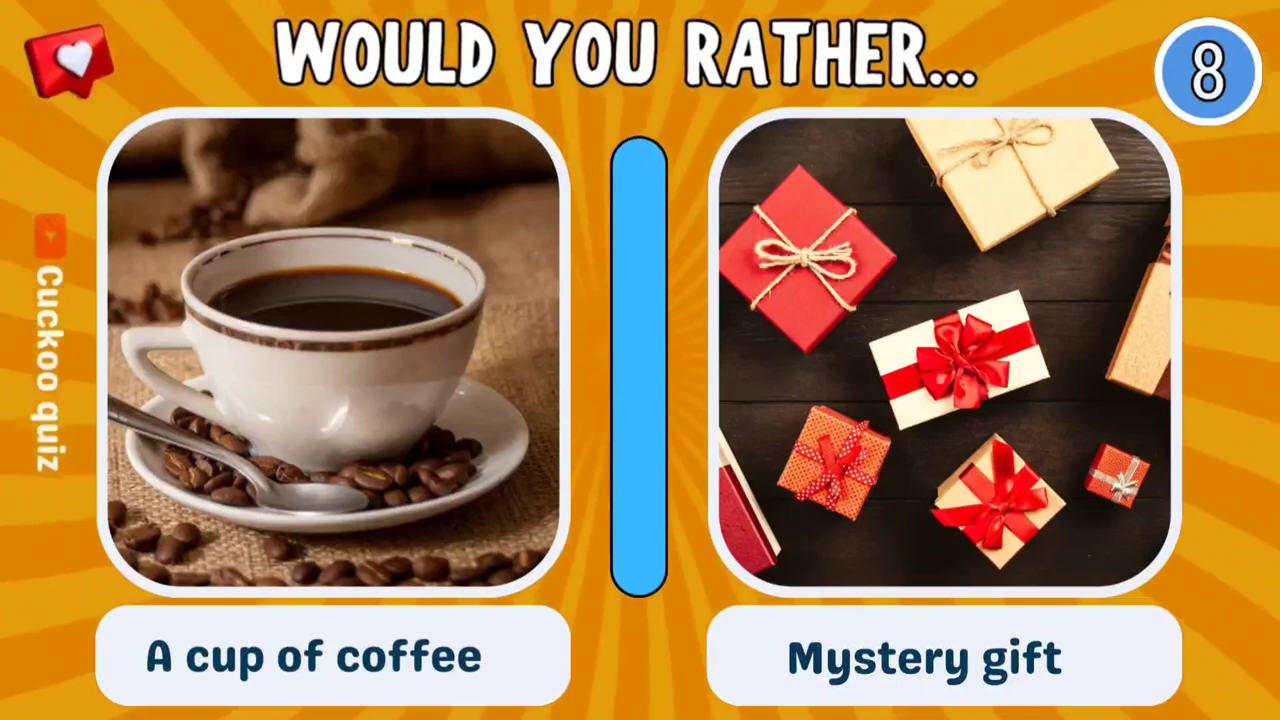 WOULD YOU RATHER...
8
Cuckoo quiz
A cup of coffee
Mystery gift